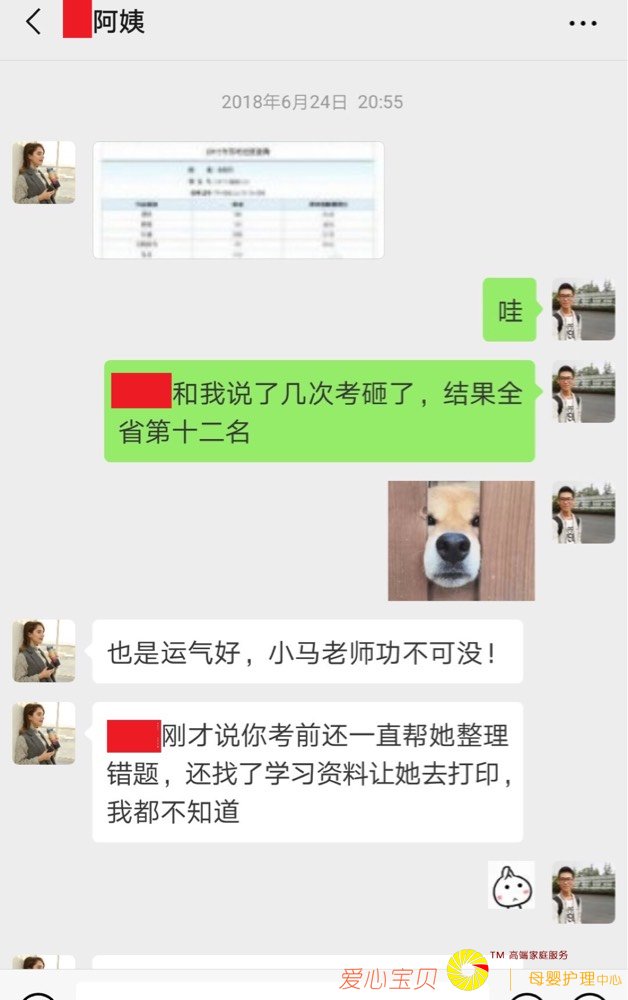 阿姨
2018年6月24日 20:55
哇
和我说了几次考砸了，结果全
省第十二名
也是运气好，小马老师功不可没！
刚才说你考前还一直帮她整理
错题，还找了学习资料让她去打印，
我都不知道
爱心宝贝
TM 高端家庭服务
母婴护理中心